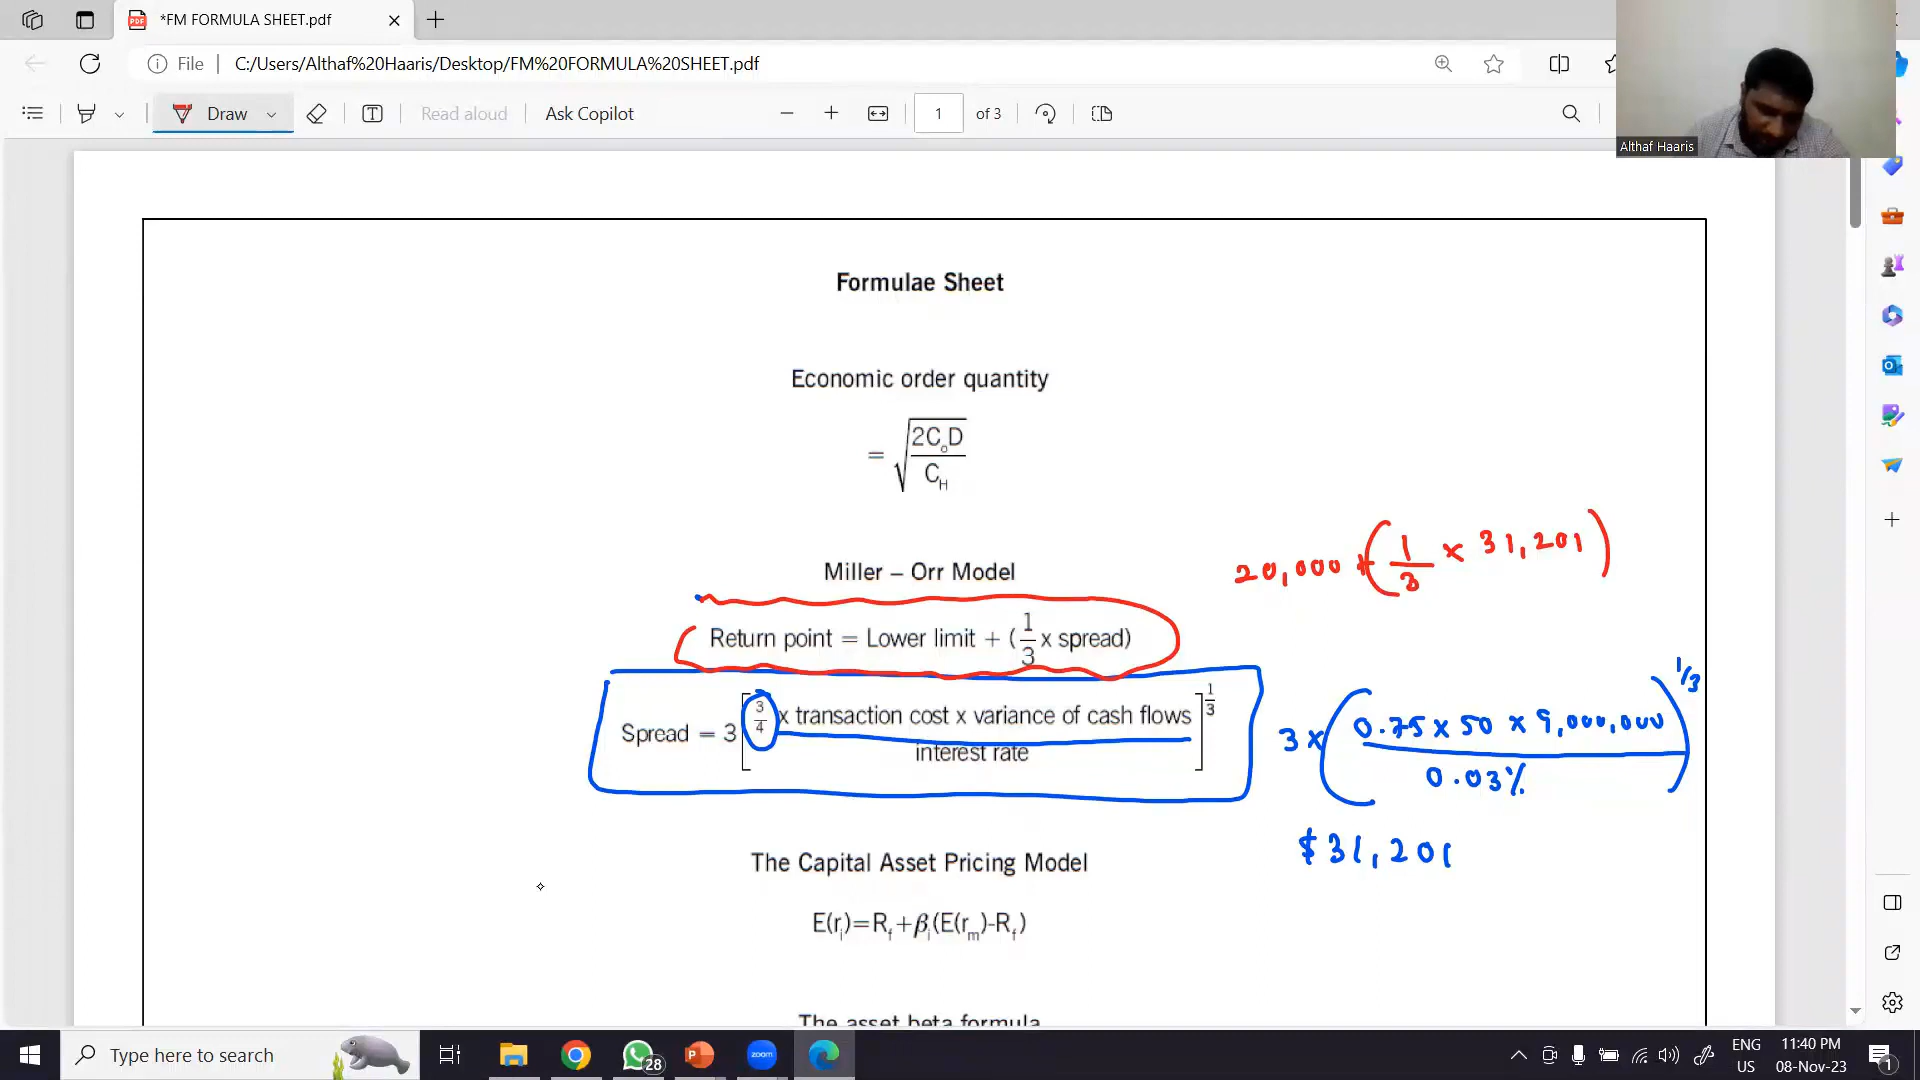 *FM FORMULA SHEET.pdf
File C:/Users/Althaf%20Haaris/Desktop/FM%20FORMULA%20SHEET.pdf
Draw Read aloud Ask Copilot 1 of 3
Althaf Haaris
Formulae Sheet
Economic order quantity
= √(2CₒD / C_H)
20,000 + (1/3 × 31,201)
Miller – Orr Model
Return point = Lower limit + (1/3 x spread)
Spread = 3 [ (3/4 x transaction cost x variance of cash flows) / interest rate ]^(1/3)
3 × ( (0.75 × 50 × 9,000,000) / 0.03% )^(1/3)
$ 31,201
The Capital Asset Pricing Model
E(rᵢ)=R_f+βᵢ(E(r_m)-R_f)
The asset beta formula
Type here to search
28
zoom
ENG
US
11:40 PM
08-Nov-23
1